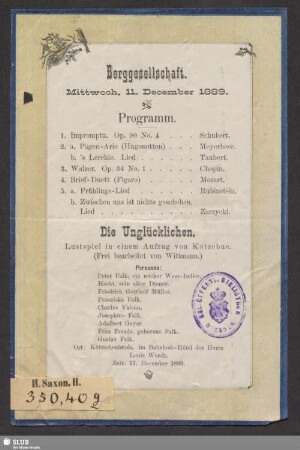 Berggesellschaft.
Mittwoch, 11. December 1889.
Programm.
1. Impromptu. Op. 90 No. 4 . . . . Schubert.
2. a. Pagen-Arie (Hugenotten) . . . Meyerbeer.
b. 's Lerchle. Lied . . . . . Taubert.
3. Walzer. Op. 34 No. 1 . . . . Chopin.
4. Brief-Duett (Figaro) . . . . Mozart.
5. a. Frühlings-Lied . . . . . Rubinstein.
b. Zwischen uns ist nichts geschehen.
Lied . . . . . . . . Zarzycki.
Die Unglücklichen.
Lustspiel in einem Aufzug von Kotzebue.
(Frei bearbeitet von Wittmann.)
Personen:
Peter Falk, ein reicher West-Indier.
sein alter Diener.
Friedrich Gotthelf Müller.
Franziska Falk.
Charles
Josephine Falk.
Adalbert Geyer.
Frau geborene Falk.
Gustav Falk.
Ort: Kötzschenbroda, im Bahnhofs-Hôtel des Herrn
Louis
Zeit: 11. December 1889.
H. Saxon. H.
350,40 g
SLUB
Wir führen Wissen.